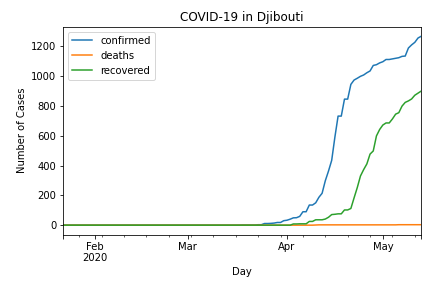 COVID-19 in Djibouti
confirmed
deaths
recovered
Number of Cases
1200
1000
800
600
400
200
0
Feb
2020
Mar
Apr
May
Day